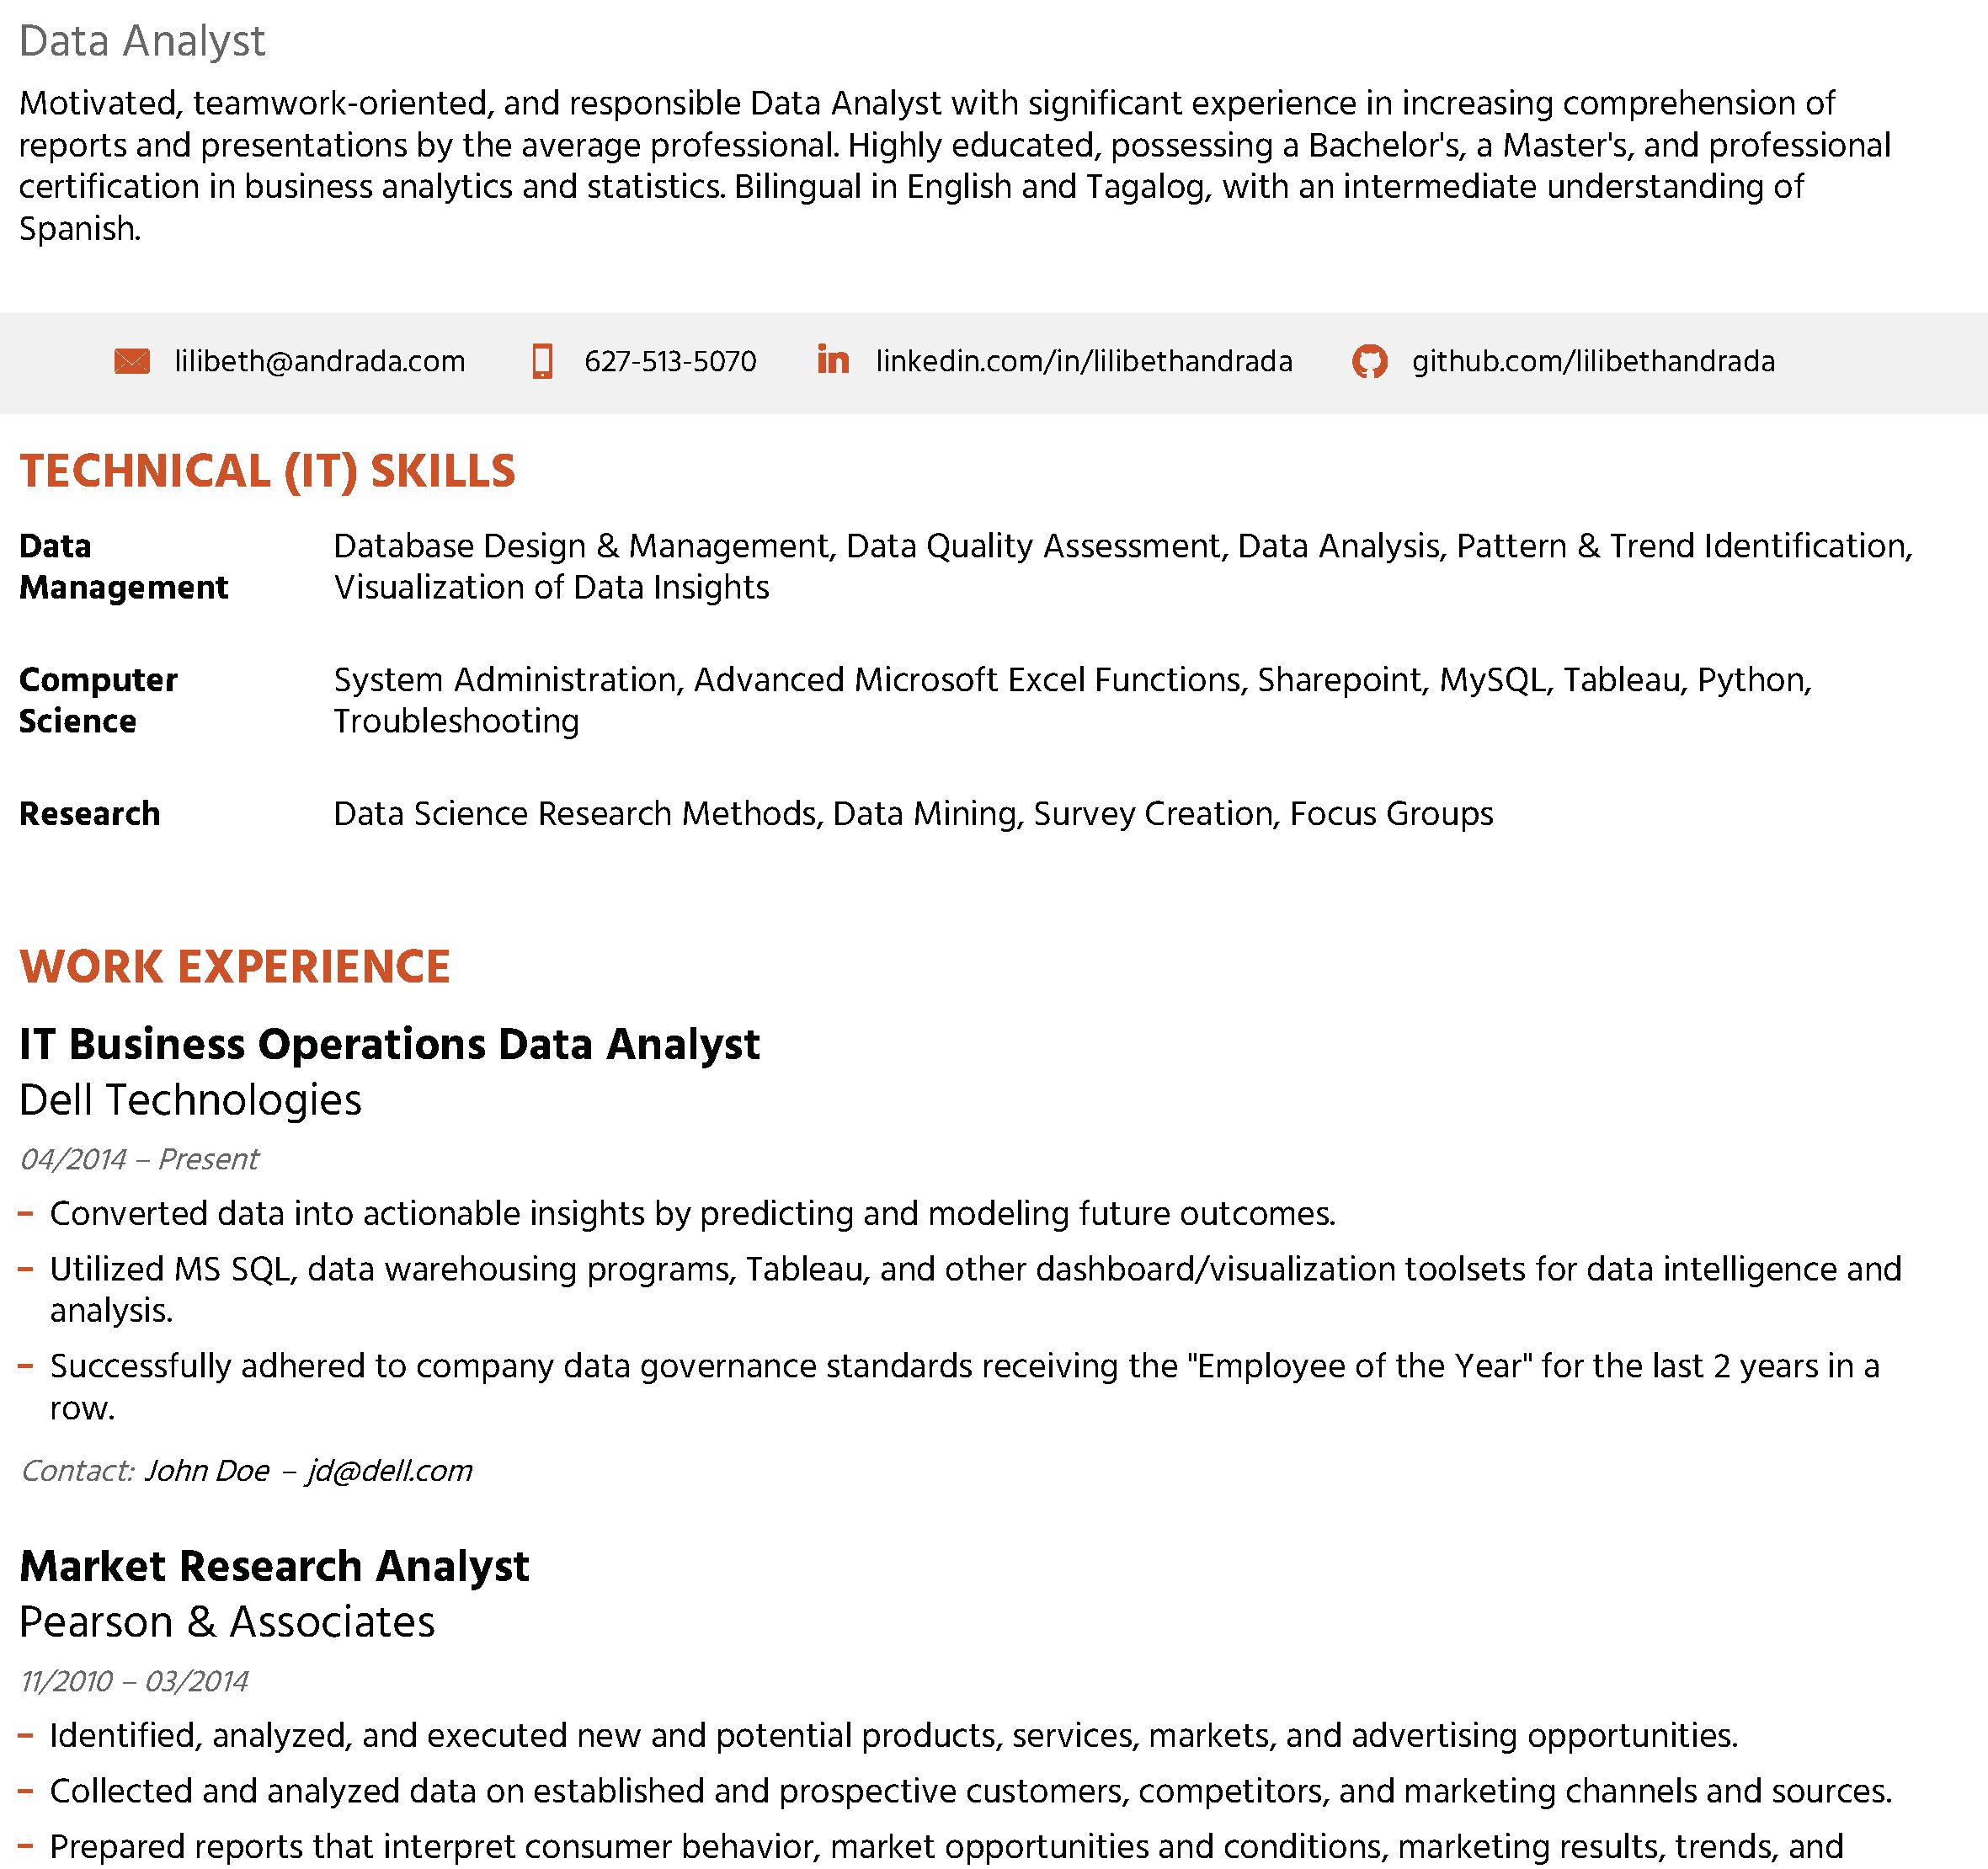 Data Analyst
Motivated, teamwork-oriented, and responsible Data Analyst with significant experience in increasing comprehension of
reports and presentations by the average professional. Highly educated, possessing a Bachelor's, a Master's, and professional
certification in business analytics and statistics. Bilingual in English and Tagalog, with an intermediate understanding of
Spanish.
lilibeth@andrada.com 627-513-5070 linkedin.com/in/lilibethandrada github.com/lilibethandrada
TECHNICAL (IT) SKILLS
Data Database Design & Management, Data Quality Assessment, Data Analysis, Pattern & Trend Identification,
Management Visualization of Data Insights
Computer System Administration, Advanced Microsoft Excel Functions, Sharepoint, MySQL, Tableau, Python,
Science Troubleshooting
Research Data Science Research Methods, Data Mining, Survey Creation, Focus Groups
WORK EXPERIENCE
IT Business Operations Data Analyst
Dell Technologies
04/2014 – Present
– Converted data into actionable insights by predicting and modeling future outcomes.
– Utilized MS SQL, data warehousing programs, Tableau, and other dashboard/visualization toolsets for data intelligence and
analysis.
– Successfully adhered to company data governance standards receiving the "Employee of the Year" for the last 2 years in a
row.
Contact: John Doe – jd@dell.com
Market Research Analyst
Pearson & Associates
11/2010 – 03/2014
– Identified, analyzed, and executed new and potential products, services, markets, and advertising opportunities.
– Collected and analyzed data on established and prospective customers, competitors, and marketing channels and sources.
– Prepared reports that interpret consumer behavior, market opportunities and conditions, marketing results, trends, and